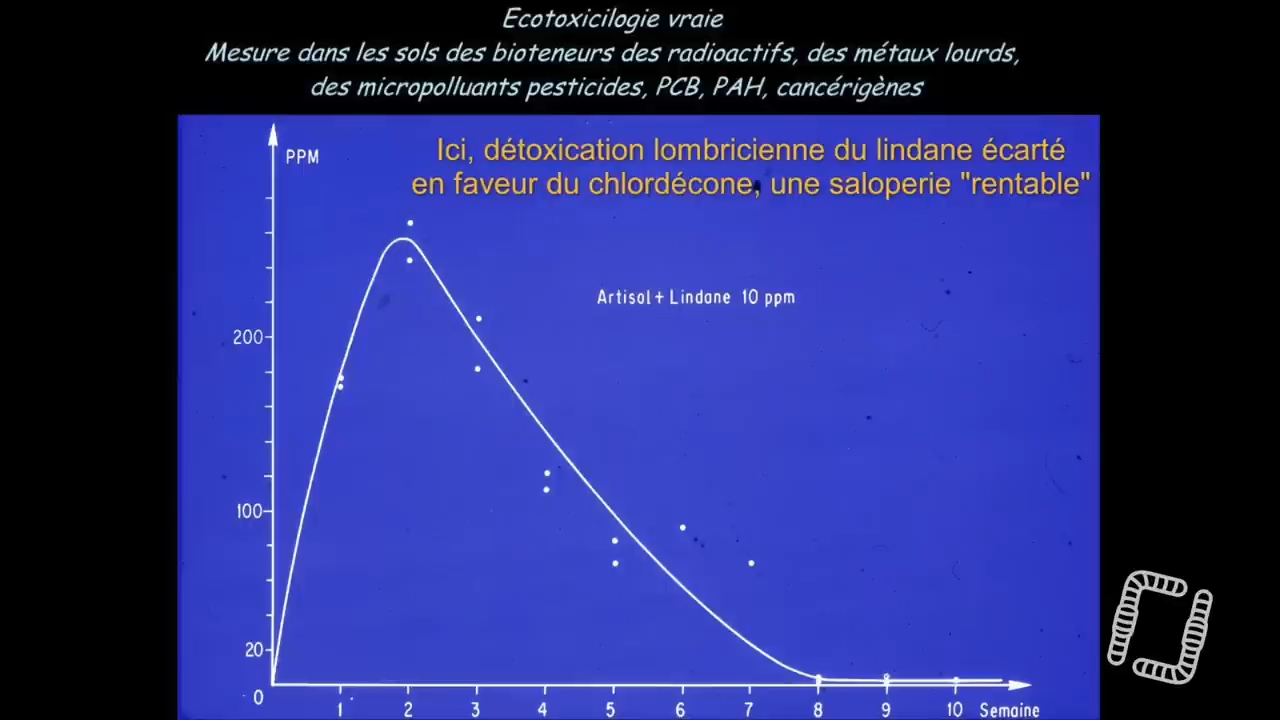 Ecotoxicilogie vraie
Mesure dans les sols des bioteneurs des radioactifs, des métaux lourds,
des micropolluants pesticides, PCB, PAH, cancérigènes
Ici, détoxication lombricienne du lindane écarté
en faveur du chlordécone, une saloperie "rentable"
PPM
Artisol + Lindane 10 ppm
200
100
20
0
1 2 3 4 5 6 7 8 9 10 Semaine